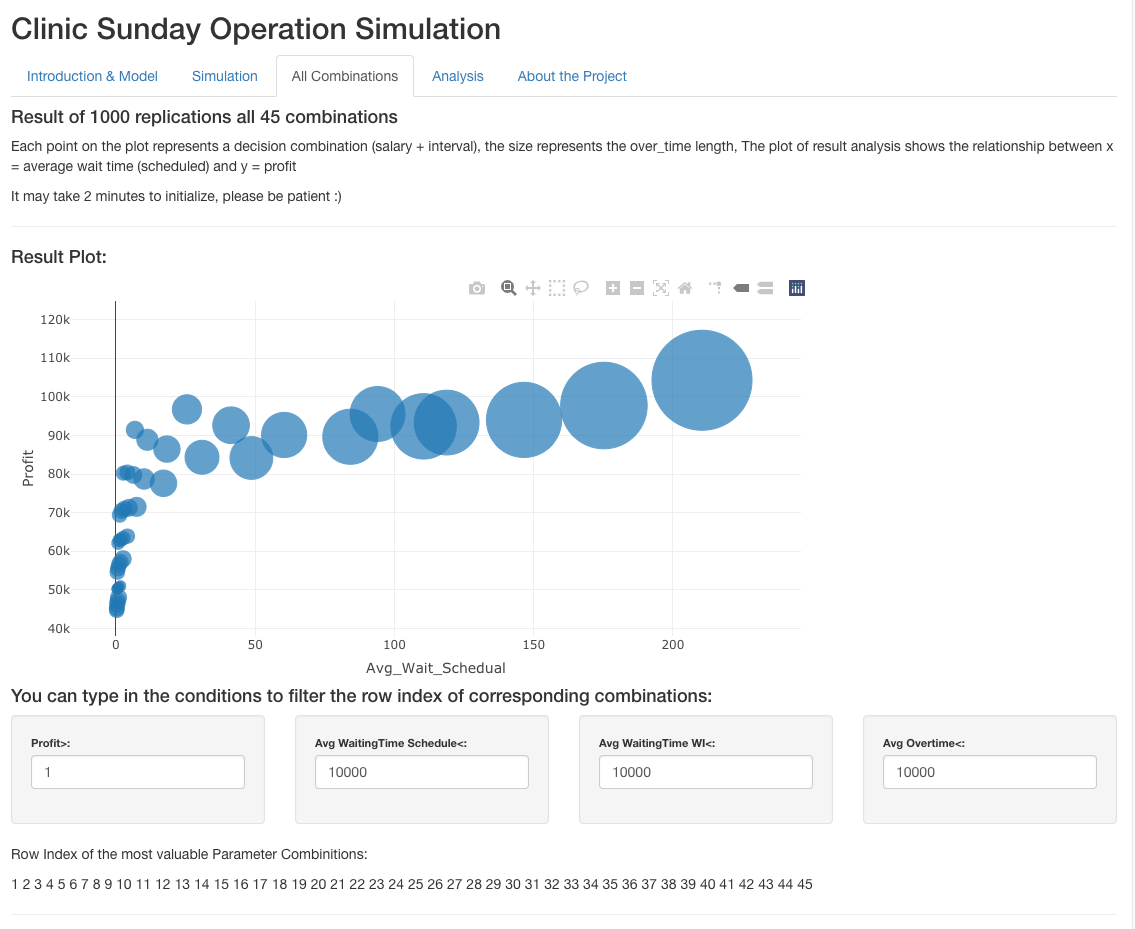 Clinic Sunday Operation Simulation
Introduction & Model
Simulation
All Combinations
Analysis
About the Project
Result of 1000 replications all 45 combinations
Each point on the plot represents a decision combination (salary + interval), the size represents the over_time length, The plot of result analysis shows the relationship between x
= average wait time (scheduled) and y = profit
It may take 2 minutes to initialize, please be patient :)
Result Plot:
120k
110k
100k
90k
80k
70k
60k
50k
40k
Profit
0
50
100
150
200
Avg_Wait_Schedual
You can type in the conditions to filter the row index of corresponding combinations:
Profit>:
1
Avg WaitingTime Schedule<:
10000
Avg WaitingTime WI<:
10000
Avg Overtime<:
10000
Row Index of the most valuable Parameter Combinitions:
1 2 3 4 5 6 7 8 9 10 11 12 13 14 15 16 17 18 19 20 21 22 23 24 25 26 27 28 29 30 31 32 33 34 35 36 37 38 39 40 41 42 43 44 45